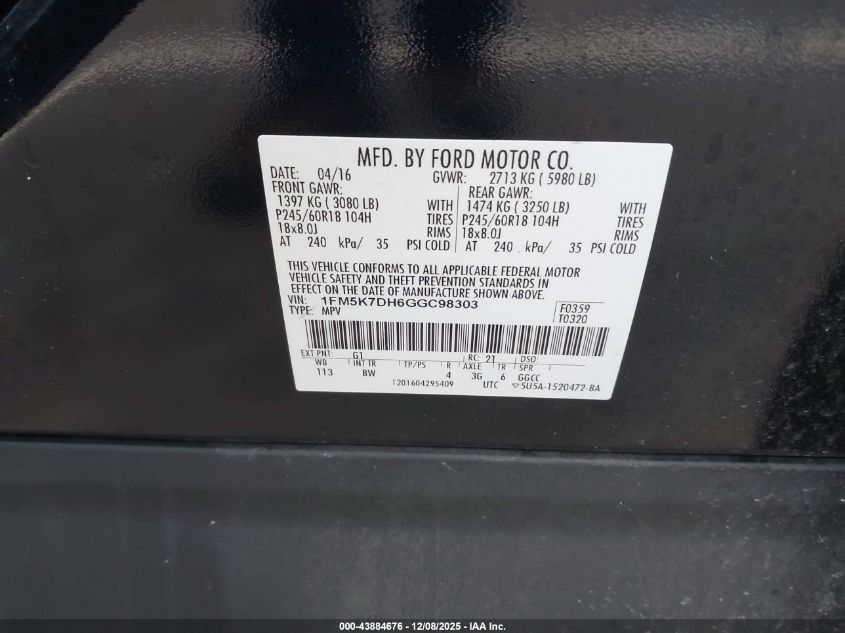 MFD. BY FORD MOTOR CO.
DATE: 04/16 GVWR: 2713 KG ( 5980 LB)
FRONT GAWR: REAR GAWR:
1397 KG ( 3080 LB) WITH 1474 KG ( 3250 LB) WITH
P245/60R18 104H TIRES P245/60R18 104H TIRES
18x8.0J RIMS 18x8.0J RIMS
AT 240 kPa/ 35 PSI COLD AT 240 kPa/ 35 PSI COLD
THIS VEHICLE CONFORMS TO ALL APPLICABLE FEDERAL MOTOR
VEHICLE SAFETY AND THEFT PREVENTION STANDARDS IN
EFFECT ON THE DATE OF MANUFACTURE SHOWN ABOVE.
VIN: 1FM5K7DH6GGC98303 F0359
TYPE: MPV T0320
EXT PNT: G1 RC: 21 DSO:
WB INT TR TP/PS R AXLE TR SPR
113 BW 4 3G 6 GGCC
1201604295409 UTC ▽5U5A-1520472-BA
000-43884676 - 12/08/2025 - IAA Inc.